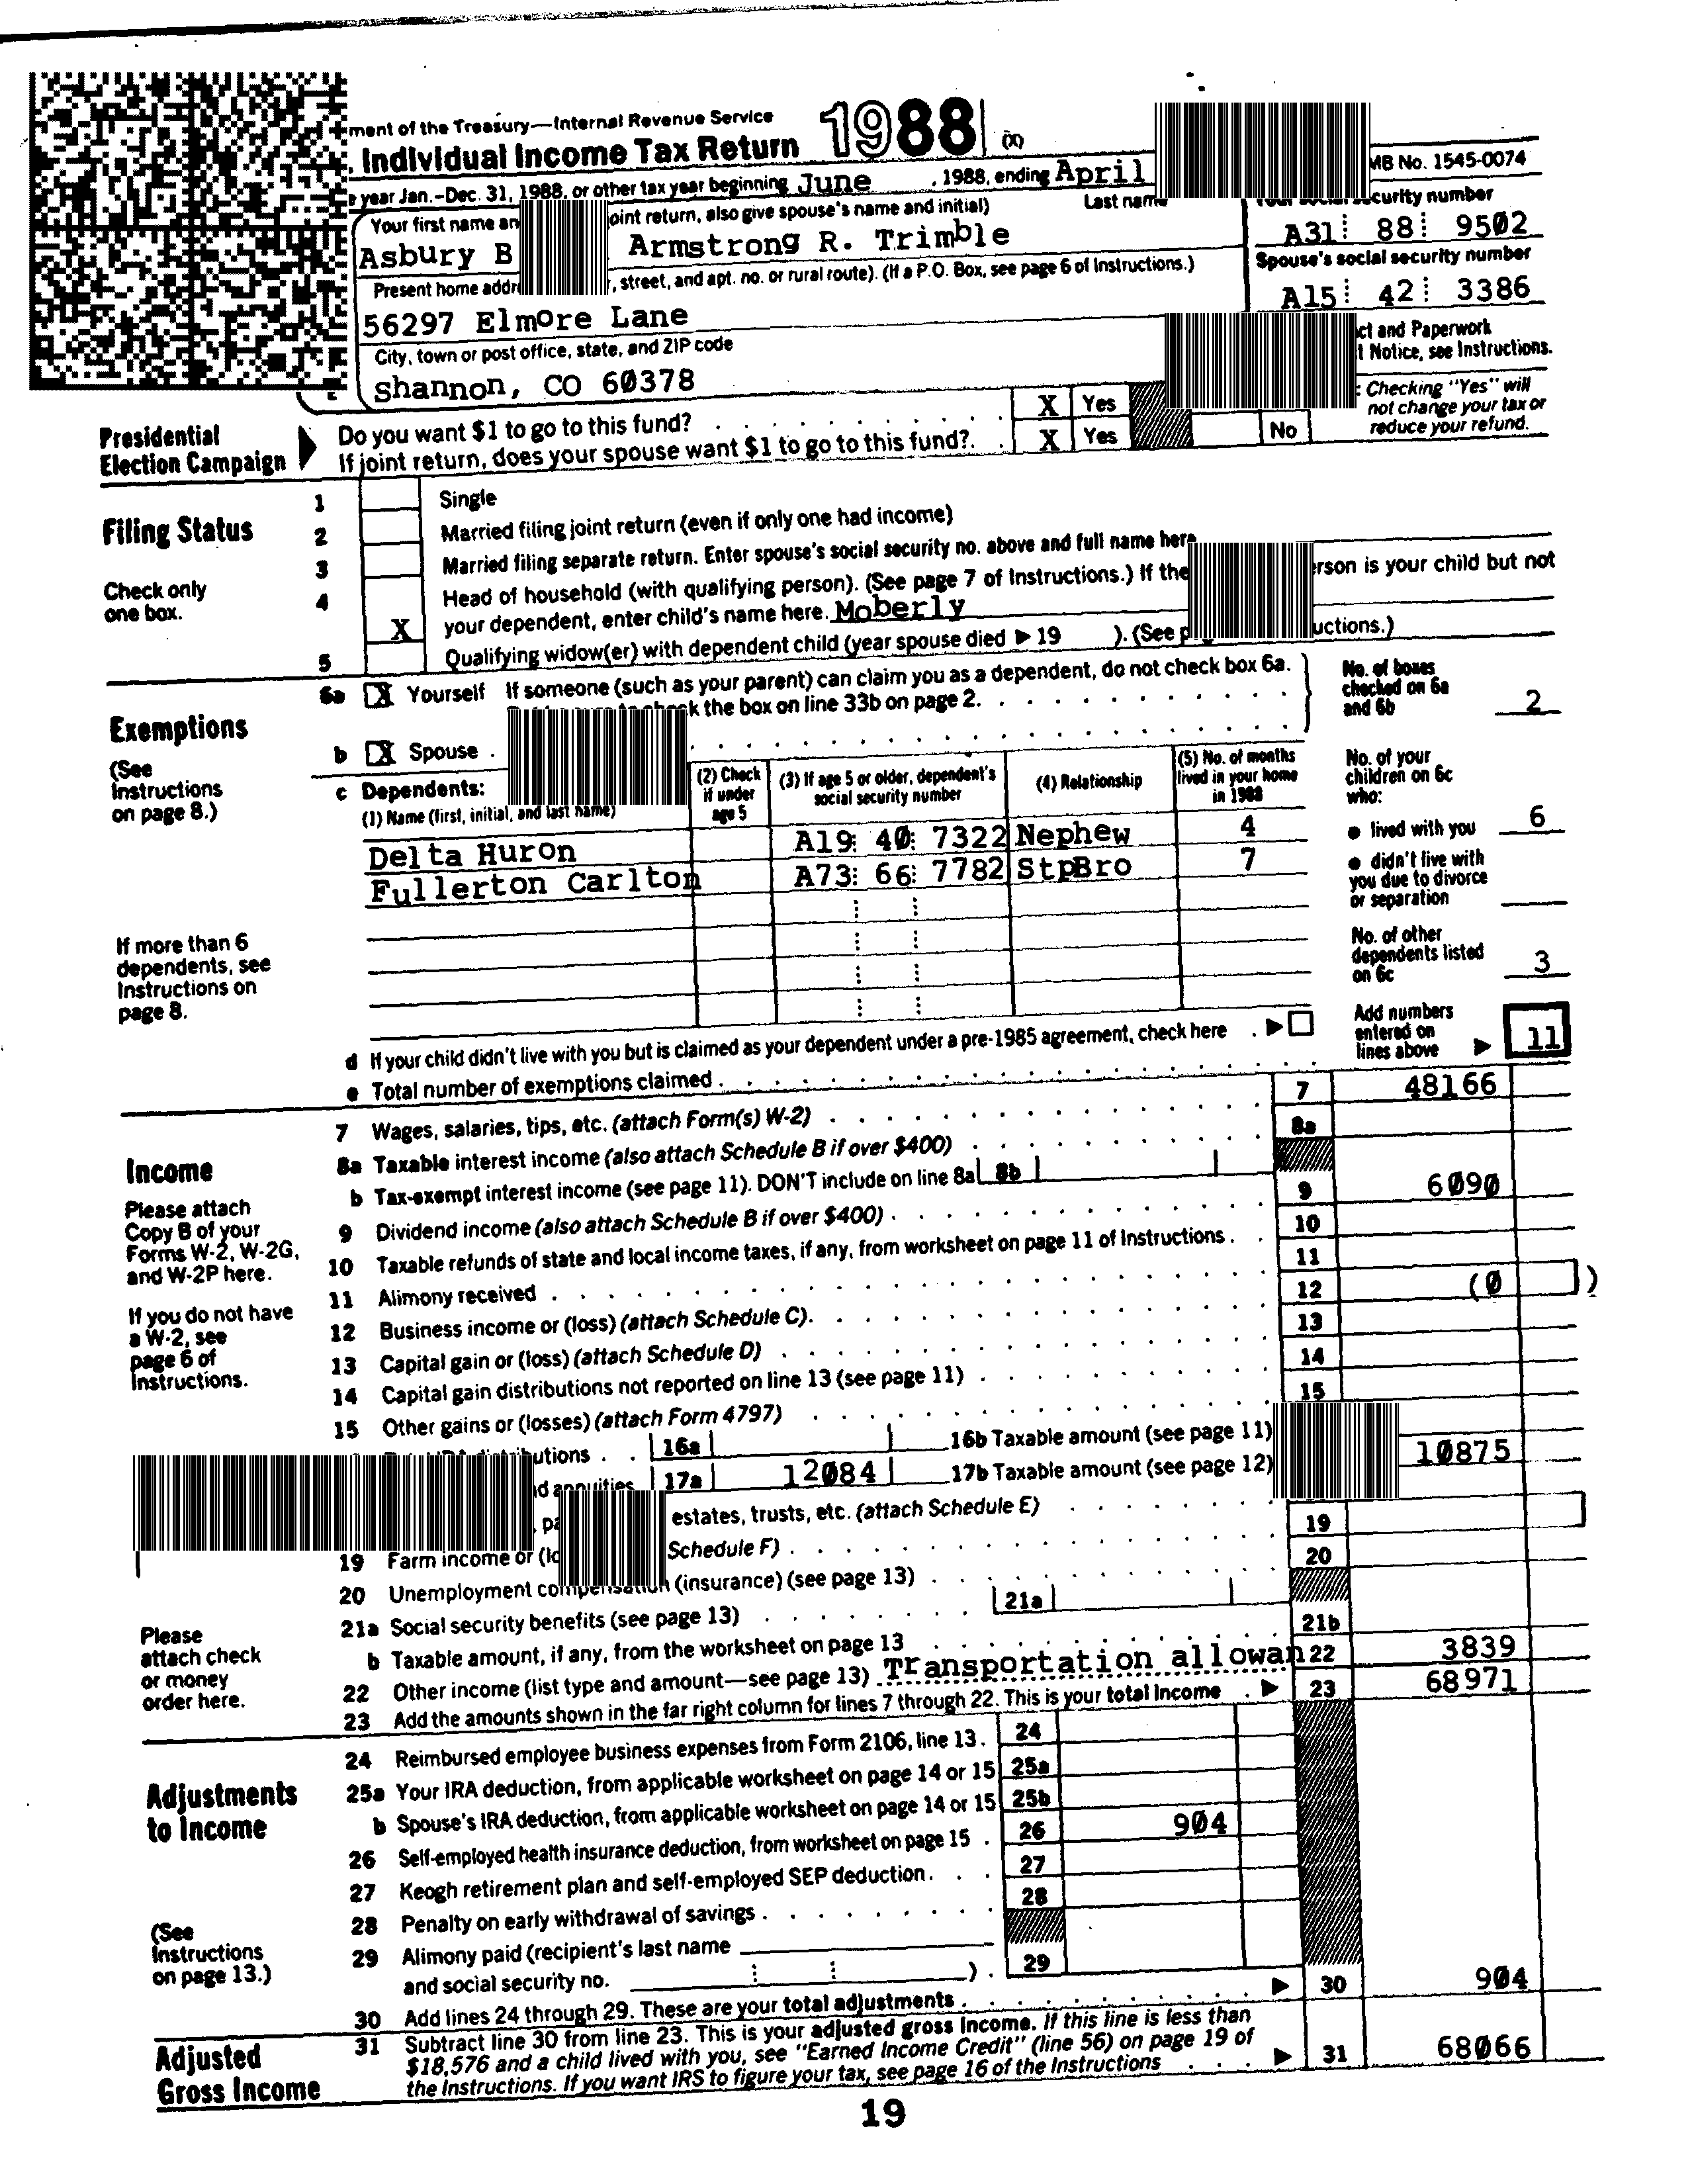 ment of the Treasury—Internal Revenue Service
Individual Income Tax Return 1988 (X)
MB No. 1545-0074
year Jan.-Dec. 31, 1988, or other tax year beginning June , 1988, ending April
Your first name an oint return, also give spouse's name and initial) Last name
curity number
Asbury B Armstrong R. Trimble
A31 88 9502
Present home addr , street, and apt. no. or rural route). (If a P.O. Box, see page 6 of Instructions.)
Spouse's social security number
56297 Elmore Lane
A15 42 3386
City, town or post office, state, and ZIP code
ct and Paperwork
t Notice, see Instructions.
Shannon, CO 60378
Presidential
Election Campaign
Do you want $1 to go to this fund? X Yes
If joint return, does your spouse want $1 to go to this fund?. X Yes No
: Checking "Yes" will
not change your tax or
reduce your refund.
Filing Status
Check only
one box.
1 Single
2 Married filing joint return (even if only one had income)
3 Married filing separate return. Enter spouse's social security no. above and full name here
4 Head of household (with qualifying person). (See page 7 of Instructions.) If the erson is your child but not
X your dependent, enter child's name here. Moberly
5 Qualifying widow(er) with dependent child (year spouse died ▶ 19 ). (See p uctions.)
Exemptions
(See
Instructions
on page 8.)
6a X Yourself If someone (such as your parent) can claim you as a dependent, do not check box 6a.
k the box on line 33b on page 2.
b X Spouse
No. of boxes
checked on 6a
and 6b 2
c Dependents:
(1) Name (first, initial, and last name)
(2) Check
if under
age 5
(3) If age 5 or older, dependent's
social security number
(4) Relationship
(5) No. of months
lived in your home
in 1988
Delta Huron A19 40 7322 Nephew 4
Fullerton Carlton A73 66 7782 StpBro 7
No. of your
children on 6c
who:
● lived with you 6
● didn't live with
you due to divorce
or separation
No. of other
dependents listed
on 6c 3
If more than 6
dependents, see
Instructions on
page 8.
d If your child didn't live with you but is claimed as your dependent under a pre-1985 agreement, check here . ▶
e Total number of exemptions claimed
Add numbers
entered on
lines above ▶ 11
Income
Please attach
Copy B of your
Forms W-2, W-2G,
and W-2P here.
If you do not have
a W-2, see
page 6 of
Instructions.
7 Wages, salaries, tips, etc. (attach Form(s) W-2) 7 48166
8a Taxable interest income (also attach Schedule B if over $400) 8a
b Tax-exempt interest income (see page 11). DON'T include on line 8a 8b
9 Dividend income (also attach Schedule B if over $400) 9 6090
10 Taxable refunds of state and local income taxes, if any, from worksheet on page 11 of Instructions 10
11 Alimony received 11
12 Business income or (loss) (attach Schedule C). 12 (0 )
13 Capital gain or (loss) (attach Schedule D) 13
14 Capital gain distributions not reported on line 13 (see page 11) 14
15 Other gains or (losses) (attach Form 4797) 15
utions 16a 16b Taxable amount (see page 11)
d annuities 17a 12084 17b Taxable amount (see page 12) 10875
, pa estates, trusts, etc. (attach Schedule E)
19 Farm income or (lo Schedule F) 19
20 Unemployment compensation (insurance) (see page 13) 20
21a Social security benefits (see page 13) 21a
b Taxable amount, if any, from the worksheet on page 13 21b
22 Other income (list type and amount—see page 13) Transportation allowan 22 3839
23 Add the amounts shown in the far right column for lines 7 through 22. This is your total income ▶ 23 68971
Please
attach check
or money
order here.
Adjustments
to Income
(See
Instructions
on page 13.)
24 Reimbursed employee business expenses from Form 2106, line 13. 24
25a Your IRA deduction, from applicable worksheet on page 14 or 15 25a
b Spouse's IRA deduction, from applicable worksheet on page 14 or 15 25b
26 Self-employed health insurance deduction, from worksheet on page 15 26 904
27 Keogh retirement plan and self-employed SEP deduction 27
28 Penalty on early withdrawal of savings 28
29 Alimony paid (recipient's last name
and social security no. ) 29
30 Add lines 24 through 29. These are your total adjustments ▶ 30 904
Adjusted
Gross Income
31 Subtract line 30 from line 23. This is your adjusted gross income. If this line is less than
$18,576 and a child lived with you, see "Earned Income Credit" (line 56) on page 19 of
the Instructions. If you want IRS to figure your tax, see page 16 of the Instructions ▶ 31 68066
19